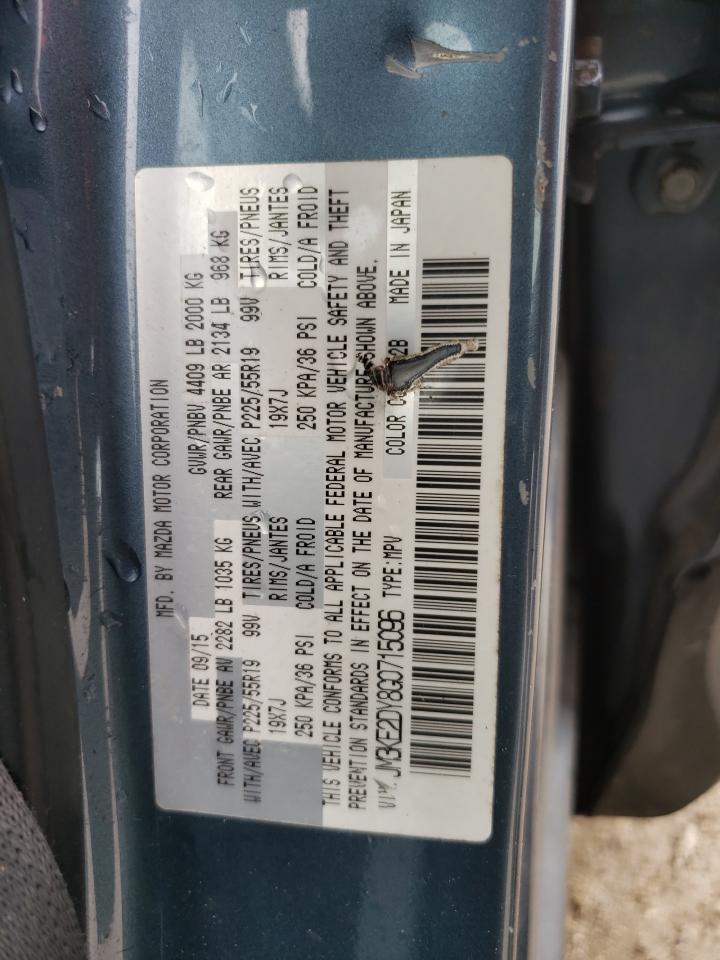 MFD. BY MAZDA MOTOR CORPORATION
DATE 09/15 GVWR/PNBV 4409 LB 2000 KG
FRONT GAWR/PNBE AV 2282 LB 1035 KG REAR GAWR/PNBE AR 2134 LB 968 KG
WITH/AVEC P225/55R19 99V TIRES/PNEUS WITH/AVEC P225/55R19 99V TIRES/PNEUS
19X7J RIMS/JANTES 19X7J RIMS/JANTES
250 KPA/36 PSI COLD/A FROID 250 KPA/36 PSI COLD/A FROID
THIS VEHICLE CONFORMS TO ALL APPLICABLE FEDERAL MOTOR VEHICLE SAFETY AND THEFT
PREVENTION STANDARDS IN EFFECT ON THE DATE OF MANUFACTURE SHOWN ABOVE.
VIN: JM3KE2DY8G0715096 TYPE:MPV COLOR 2B MADE IN JAPAN